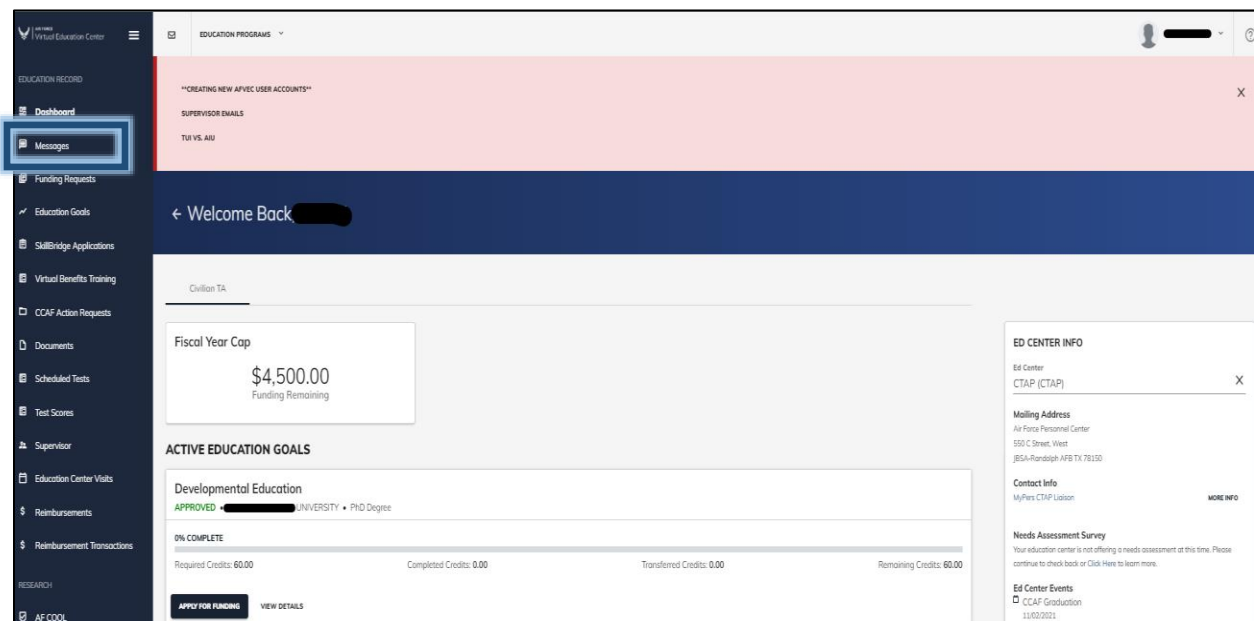 AIR FORCE
Virtual Education Center
EDUCATION PROGRAMS
EDUCATION RECORD
Dashboard
Messages
Funding Requests
Education Goals
SkillBridge Applications
Virtual Benefits Training
CCAF Action Requests
Documents
Scheduled Tests
Test Scores
Supervisor
Education Center Visits
Reimbursements
Reimbursement Transactions
RESEARCH
AF COOL
**CREATING NEW AFVEC USER ACCOUNTS**
X
SUPERVISOR EMAILS
TUI VS. AIU
← Welcome Back,
Civilian TA
Fiscal Year Cap
$4,500.00
Funding Remaining
ACTIVE EDUCATION GOALS
Developmental Education
APPROVED • UNIVERSITY • PhD Degree
0% COMPLETE
Required Credits: 60.00 Completed Credits: 0.00 Transferred Credits: 0.00 Remaining Credits: 60.00
APPLY FOR FUNDING VIEW DETAILS
ED CENTER INFO
Ed Center
CTAP (CTAP) X
Mailing Address
Air Force Personnel Center
550 C Street, West
JBSA-Randolph AFB TX 78150
Contact Info
MyPers CTAP Liaison MORE INFO
Needs Assessment Survey
Your education center is not offering a needs assessment at this time. Please
continue to check back or Click Here to learn more.
Ed Center Events
CCAF Graduation
11/02/2021